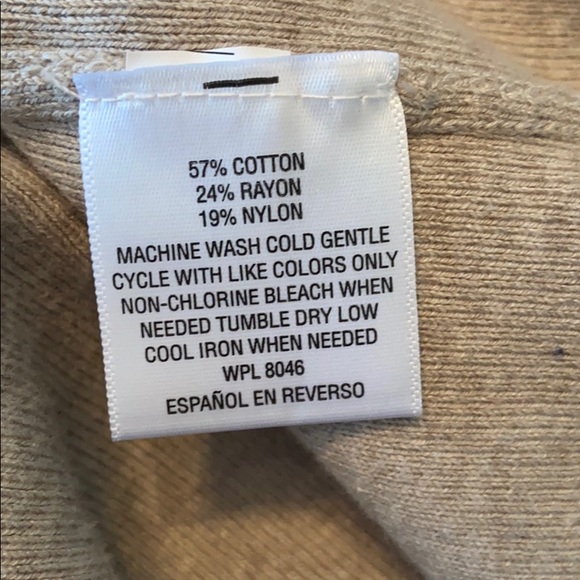 57% COTTON
24% RAYON
19% NYLON
MACHINE WASH COLD GENTLE
CYCLE WITH LIKE COLORS ONLY
NON-CHLORINE BLEACH WHEN
NEEDED TUMBLE DRY LOW
COOL IRON WHEN NEEDED
WPL 8046
ESPAÑOL EN REVERSO